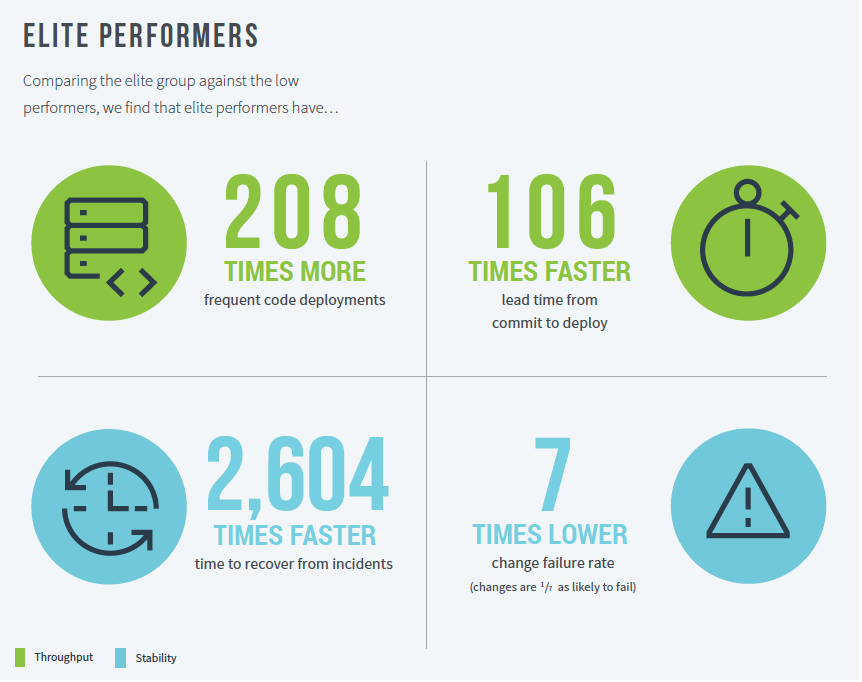 ELITE PERFORMERS
Comparing the elite group against the low
performers, we find that elite performers have…
208
TIMES MORE
frequent code deployments
106
TIMES FASTER
lead time from
commit to deploy
2,604
TIMES FASTER
time to recover from incidents
7
TIMES LOWER
change failure rate
(changes are 1/7 as likely to fail)
Throughput
Stability